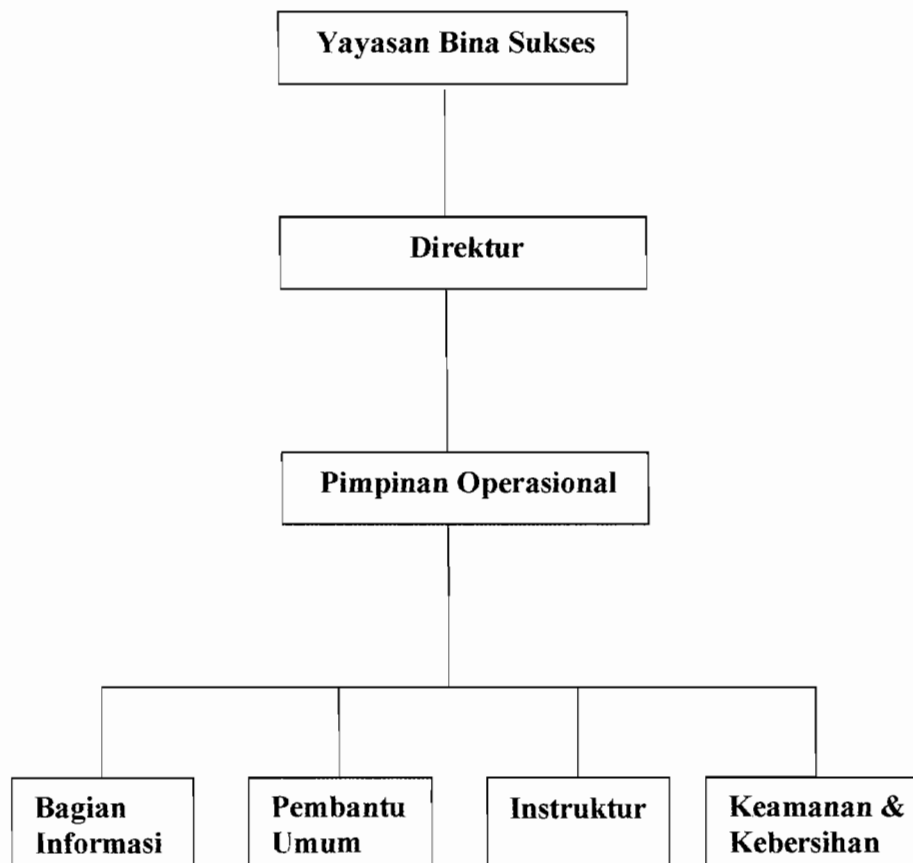 Yayasan Bina Sukses
Direktur
Pimpinan Operasional
Bagian
Informasi
Pembantu
Umum
Instruktur
Keamanan &
Kebersihan